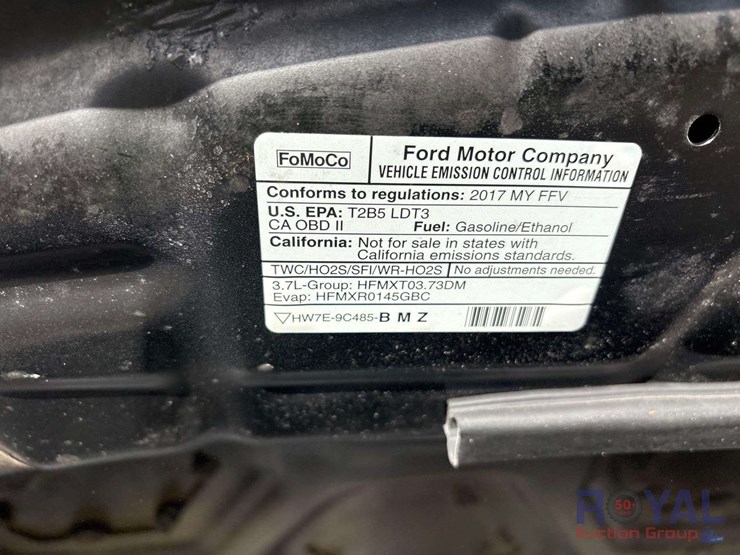 FoMoCo
Ford Motor Company
VEHICLE EMISSION CONTROL INFORMATION
Conforms to regulations: 2017 MY FFV
U.S. EPA: T2B5 LDT3
CA OBD II Fuel: Gasoline/Ethanol
California: Not for sale in states with
California emissions standards.
TWC/HO2S/SFI/WR-HO2S No adjustments needed.
3.7L-Group: HFMXT03.73DM
Evap: HFMXR0145GBC
HW7E-9C485-B M Z
50
ROYAL
Auction Group